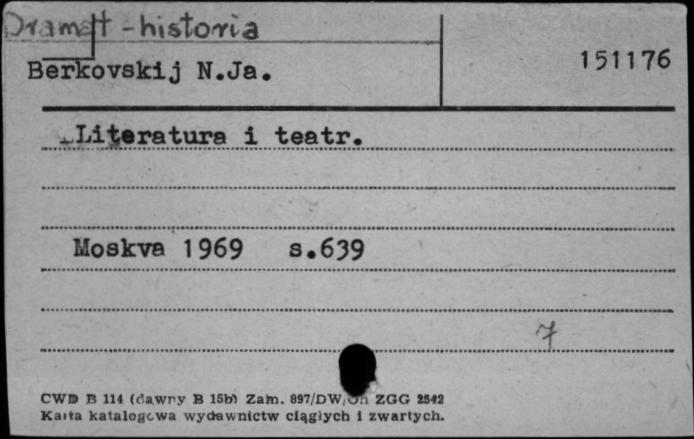 Dramat - historia
Berkovskij N.Ja.
151176
Literatura i teatr.
Moskva 1969 s.639
7
CWD B 114 (dawny B 15b) Zam. 897/DW/On ZGG 2542
Karta katalogowa wydawnictw ciągłych i zwartych.